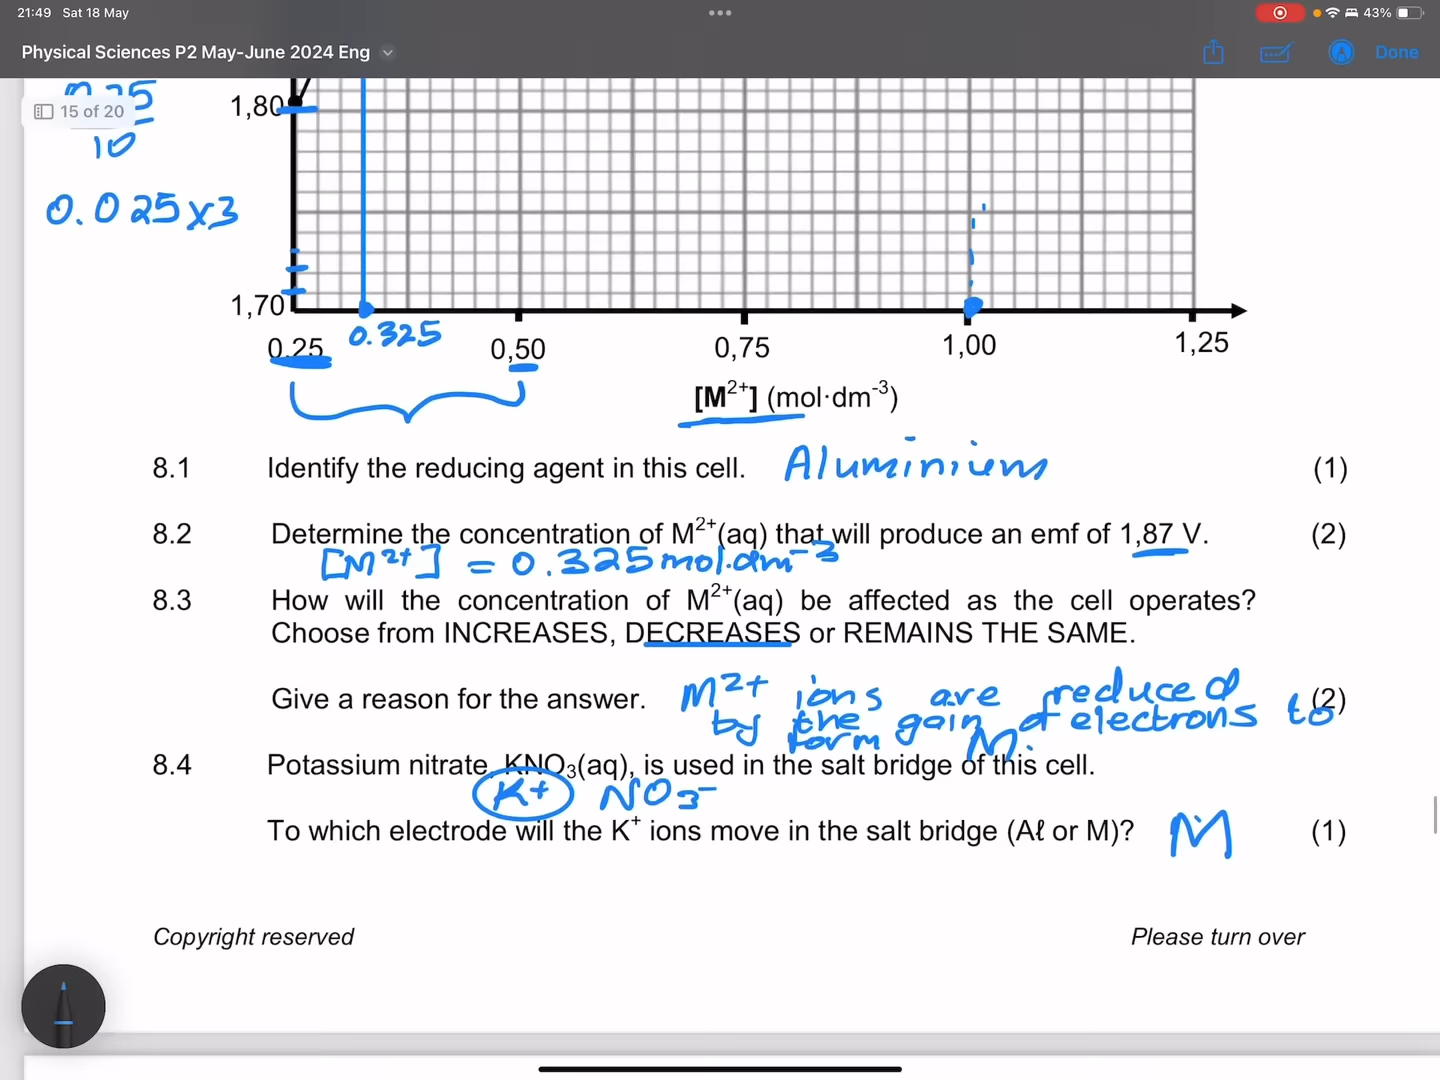 21:49 Sat 18 May
43%
Physical Sciences P2 May-June 2024 Eng
Done
15 of 20
10
0.025x3
1,80
1,70
0.325
0,25 0,50 0,75 1,00 1,25
[M²⁺] (mol·dm⁻³)
8.1 Identify the reducing agent in this cell. Aluminium (1)
8.2 Determine the concentration of M²⁺(aq) that will produce an emf of 1,87 V. (2)
[M²⁺] = 0.325 mol.dm⁻³
8.3 How will the concentration of M²⁺(aq) be affected as the cell operates?
Choose from INCREASES, DECREASES or REMAINS THE SAME.
Give a reason for the answer. M²⁺ ions are reduced (2)
by the gain of electrons to
form M.
8.4 Potassium nitrate, KNO₃(aq), is used in the salt bridge of this cell.
K+ NO₃⁻
To which electrode will the K⁺ ions move in the salt bridge (Aℓ or M)? M (1)
Copyright reserved Please turn over